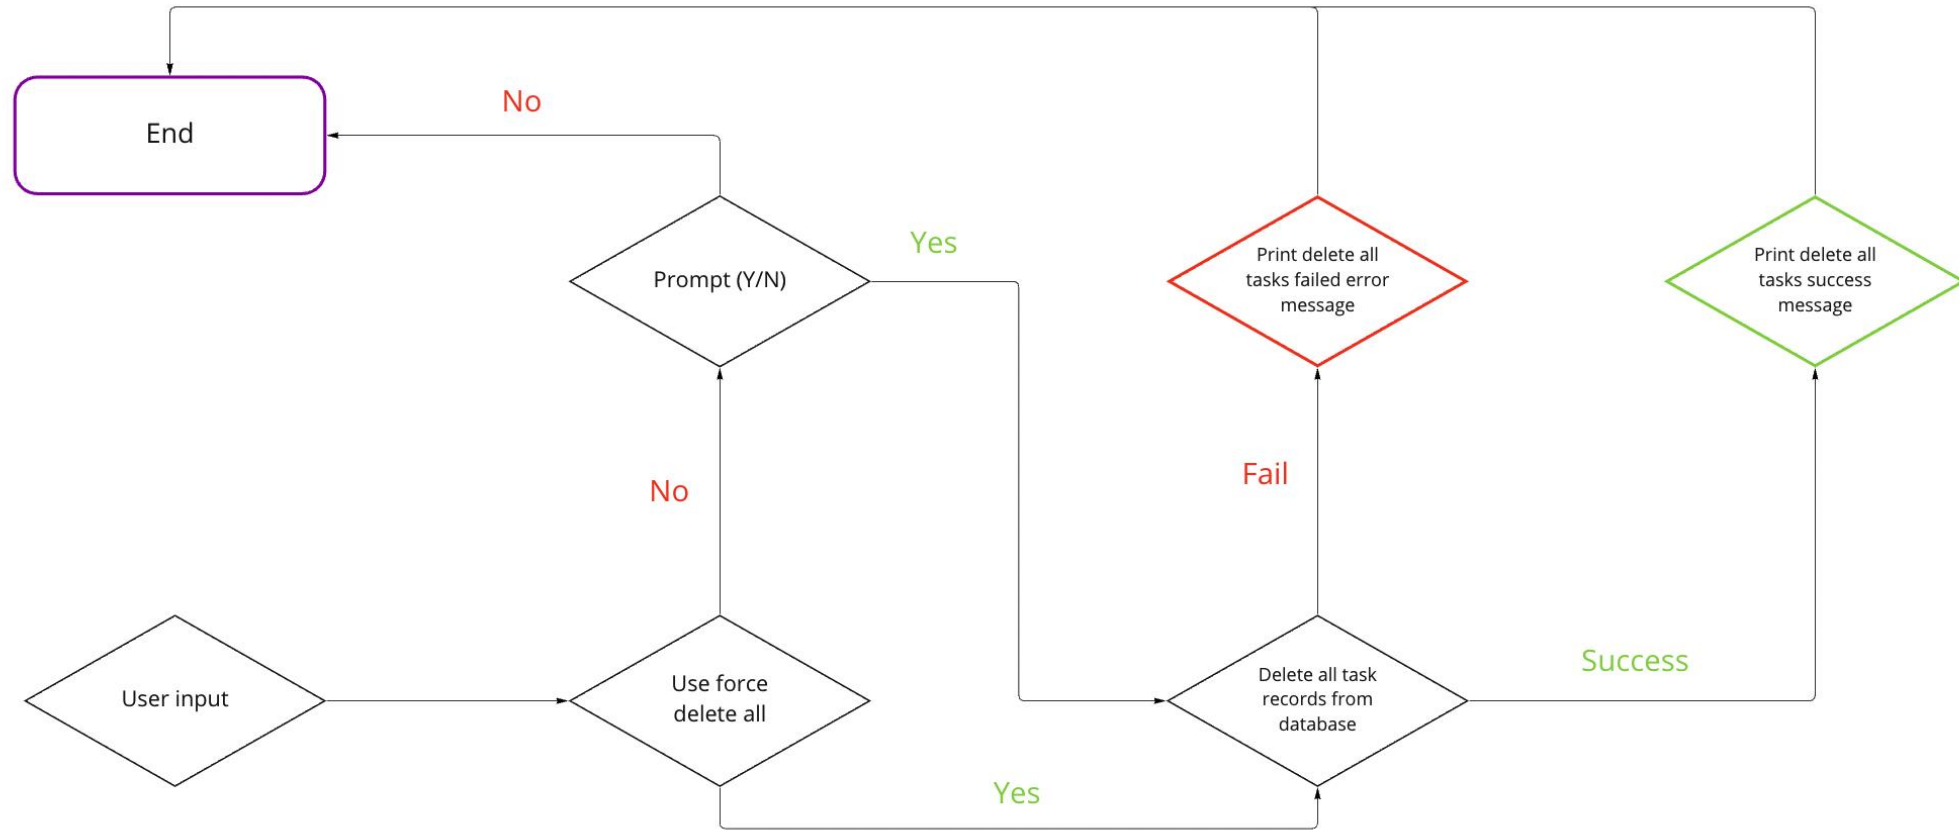 End
No
Yes
Prompt (Y/N)
Print delete all
tasks failed error
message
Print delete all
tasks success
message
No
Fail
User input
Use force
delete all
Delete all task
records from
database
Success
Yes